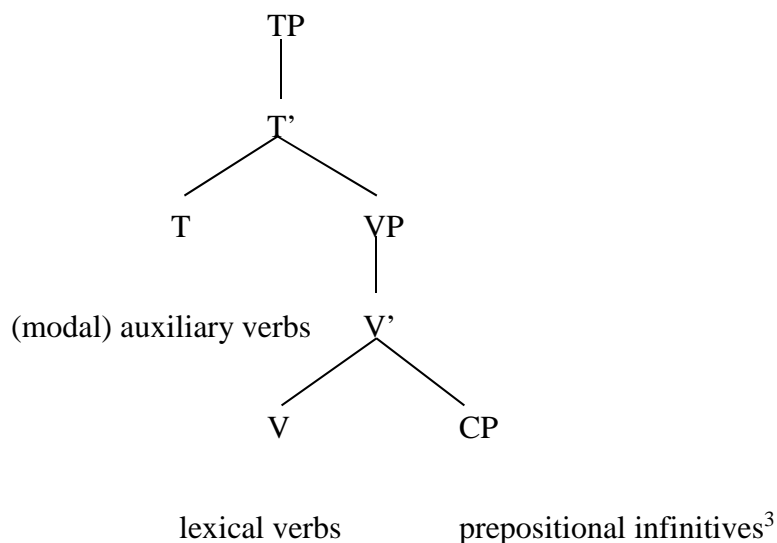 TP
T’
T VP
(modal) auxiliary verbs V’
V CP
lexical verbs prepositional infinitives³